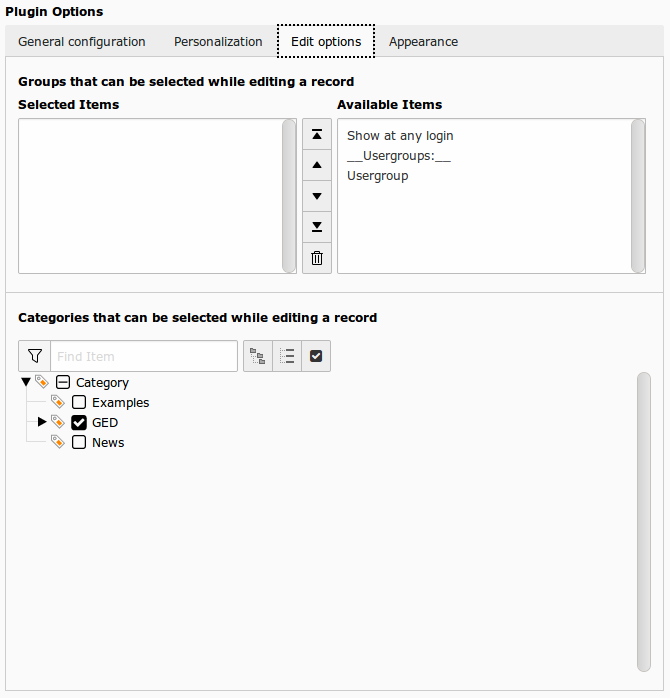 Plugin Options
General configuration Personalization Edit options Appearance
Groups that can be selected while editing a record
Selected Items Available Items
Show at any login
__Usergroups:__
Usergroup
Categories that can be selected while editing a record
Find Item
Category
Examples
GED
News